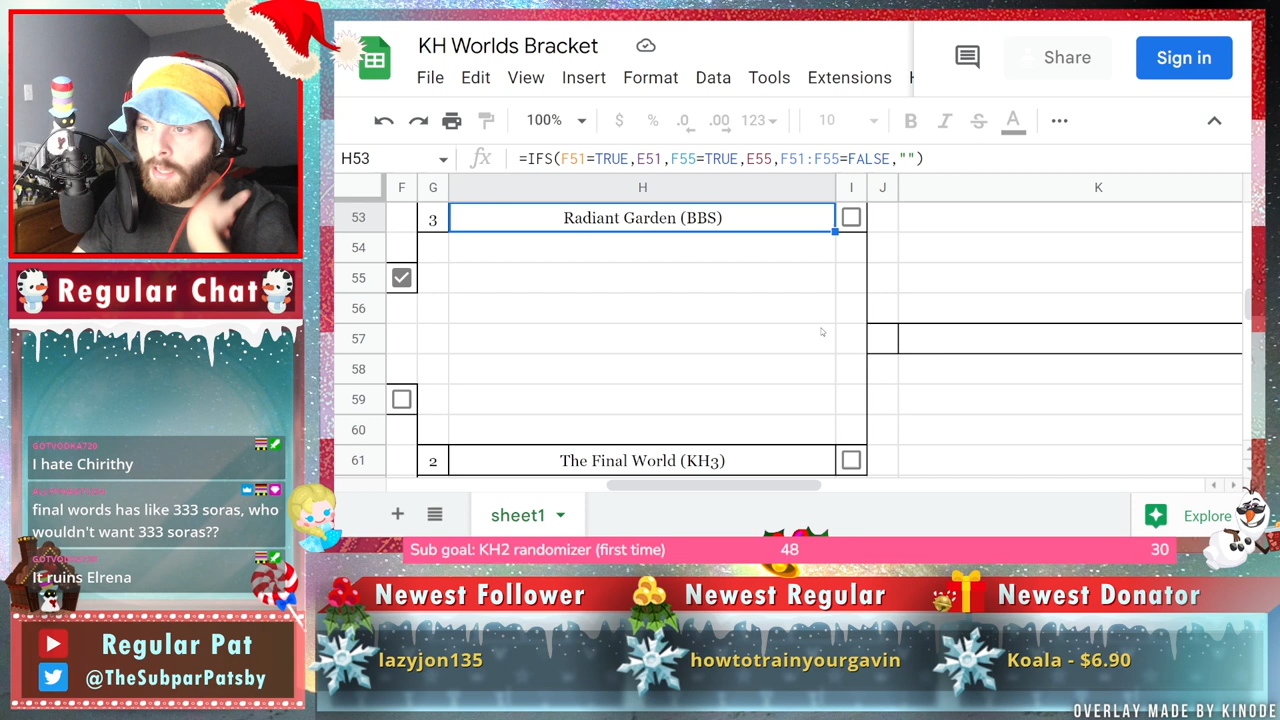 KH Worlds Bracket
File Edit View Insert Format Data Tools Extensions
Share
Sign in
100% $ % .0 .00 123 10 B I S A
H53 fx =IFS(F51=TRUE,E51,F55=TRUE,E55,F51:F55=FALSE,"")
F G H I J K
53 3 Radiant Garden (BBS)
54
55
56
57
58
59
60
61 2 The Final World (KH3)
sheet1
Explore
Regular Chat
GOTVODKA720
I hate Chirithy
final words has like 333 soras, who
wouldn't want 333 soras??
It ruins Elrena
Regular Pat
@TheSubparPatsby
Sub goal: KH2 randomizer (first time) 48 30
Newest Follower
lazyjon135
Newest Regular
howtotrainyourgavin
Newest Donator
Koala - $6.90
OVERLAY MADE BY KINODE